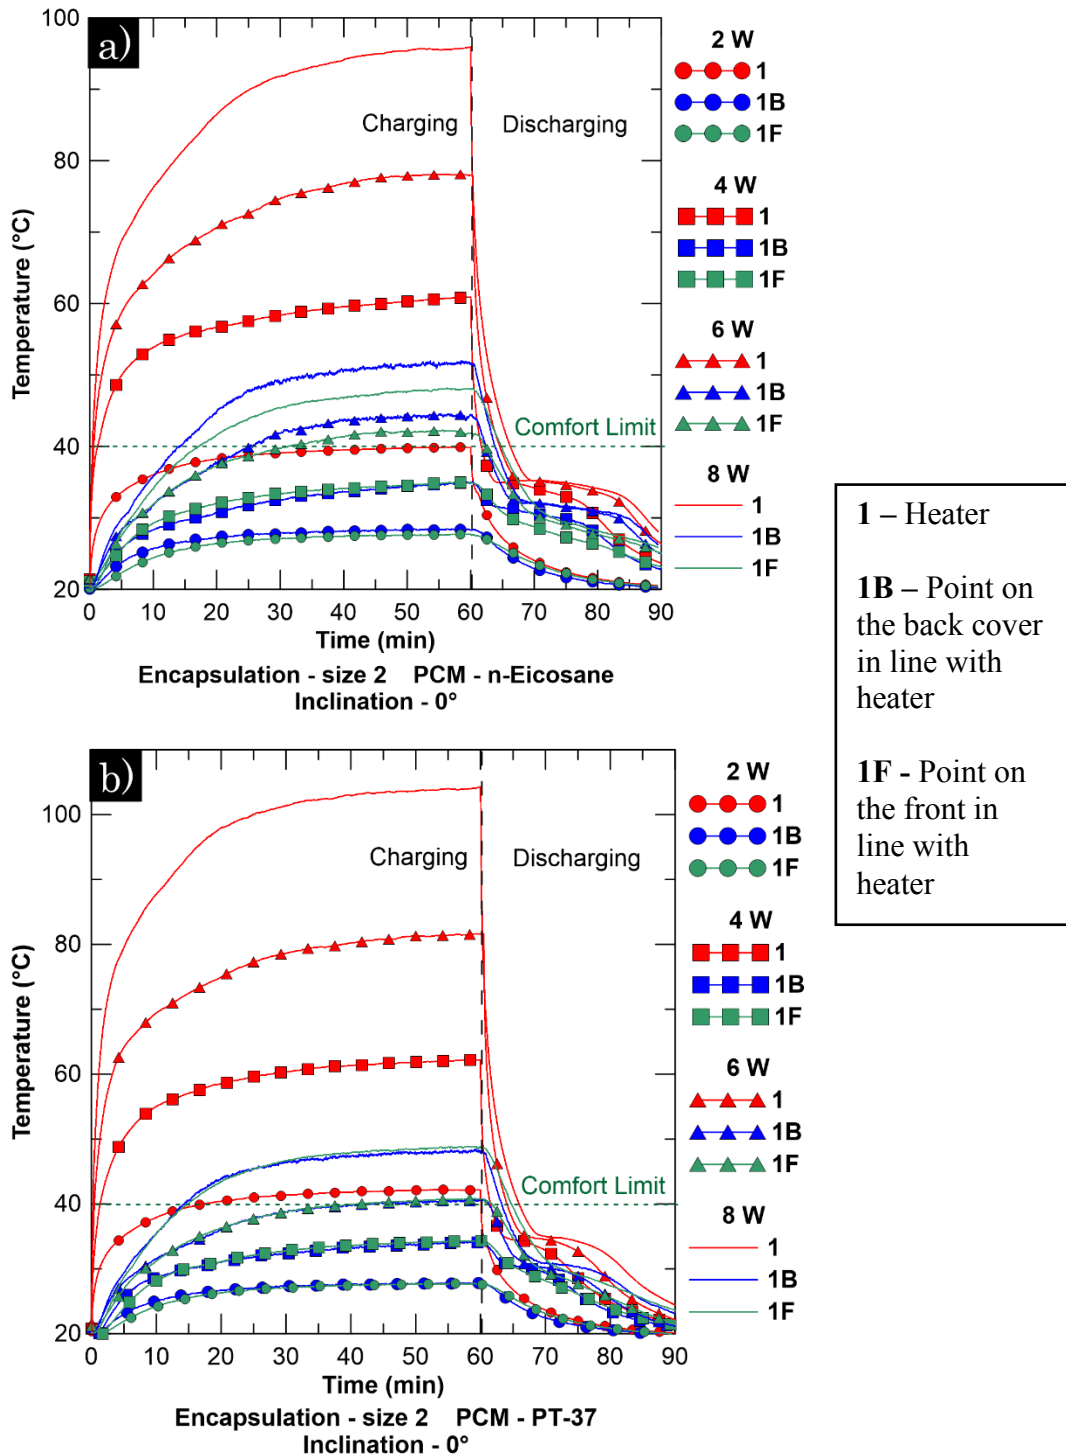 a)
100
80
60
40
20
0
10
20
30
40
50
60
70
80
90
Temperature (°C)
Time (min)
Charging
Discharging
Comfort Limit
2 W
1
1B
1F
4 W
1
1B
1F
6 W
1
1B
1F
8 W
1
1B
1F
Encapsulation - size 2 PCM - n-Eicosane
Inclination - 0°
1 – Heater
1B – Point on
the back cover
in line with
heater
1F - Point on
the front in
line with
heater
b)
100
80
60
40
20
0
10
20
30
40
50
60
70
80
90
Temperature (°C)
Time (min)
Charging
Discharging
Comfort Limit
2 W
1
1B
1F
4 W
1
1B
1F
6 W
1
1B
1F
8 W
1
1B
1F
Encapsulation - size 2 PCM - PT-37
Inclination - 0°